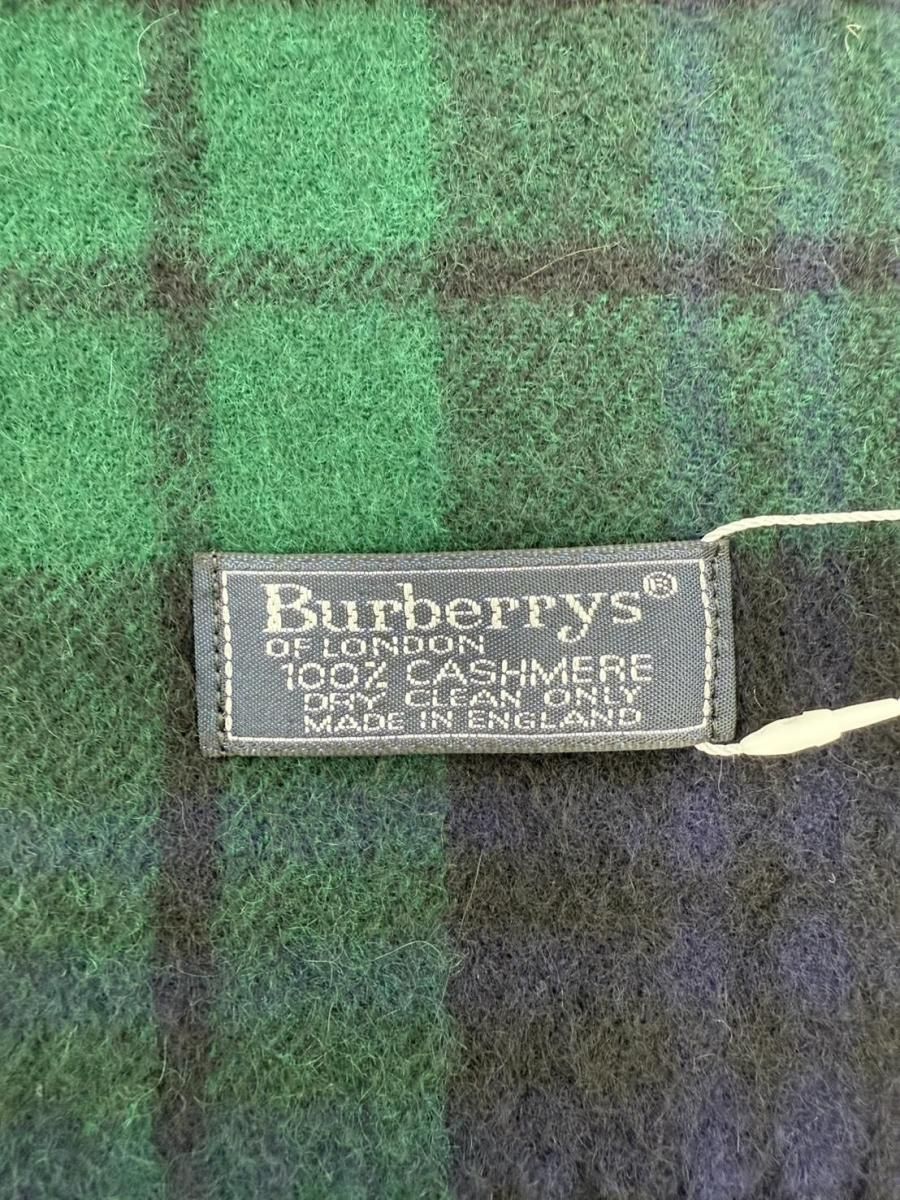 Burberrys®
OF LONDON
100% CASHMERE
DRY CLEAN ONLY
MADE IN ENGLAND